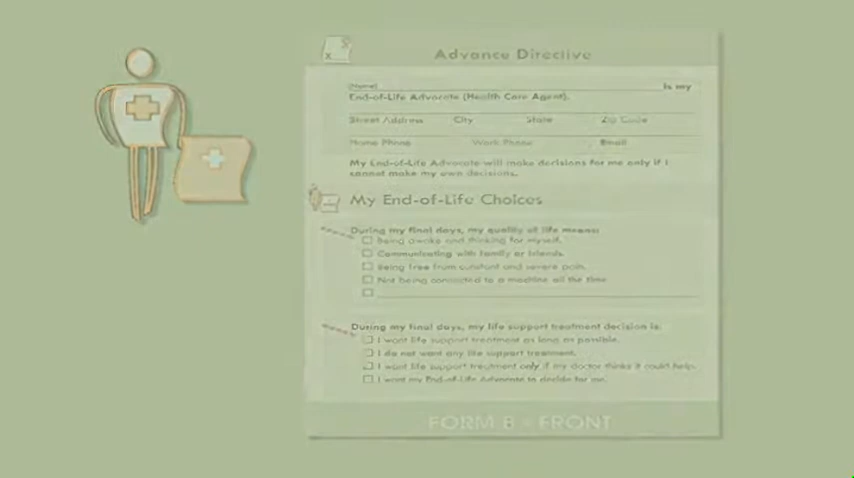 Advance Directive
(Name) is my
End-of-Life Advocate (Health Care Agent).
Street Address City State Zip Code
Home Phone Work Phone Email
My End-of-Life Advocate will make decisions for me only if I
cannot make my own decisions.
My End-of-Life Choices
During my final days, my quality of life means:
Being awake and thinking for myself.
Communicating with family or friends.
Being free from constant and severe pain.
Not being connected to a machine all the time
During my final days, my life support treatment decision is:
I want life support treatment as long as possible.
I do not want any life support treatment.
I want life support treatment only if my doctor thinks it could help.
I want my End-of-Life Advocate to decide for me.
FORM B - FRONT